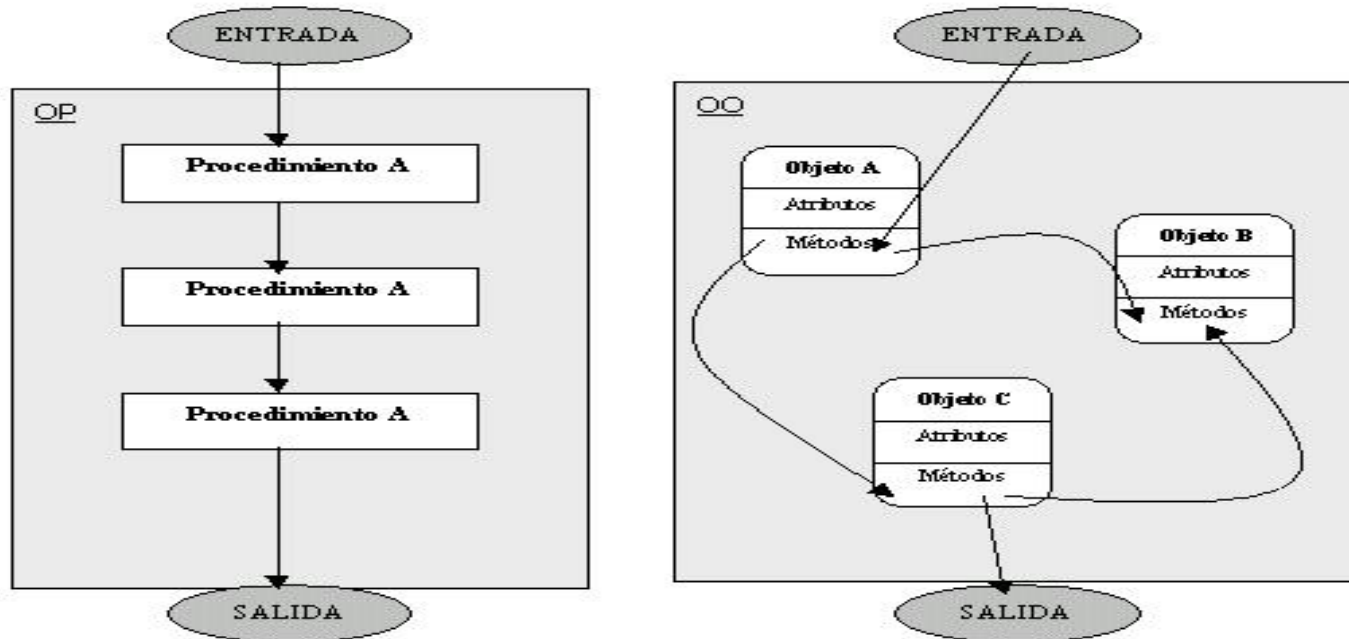 ENTRADA
OP
Procedimiento A
Procedimiento A
Procedimiento A
SALIDA
ENTRADA
OO
Objeto A
Atributos
Métodos
Objeto B
Atributos
Métodos
Objeto C
Atributos
Métodos
SALIDA